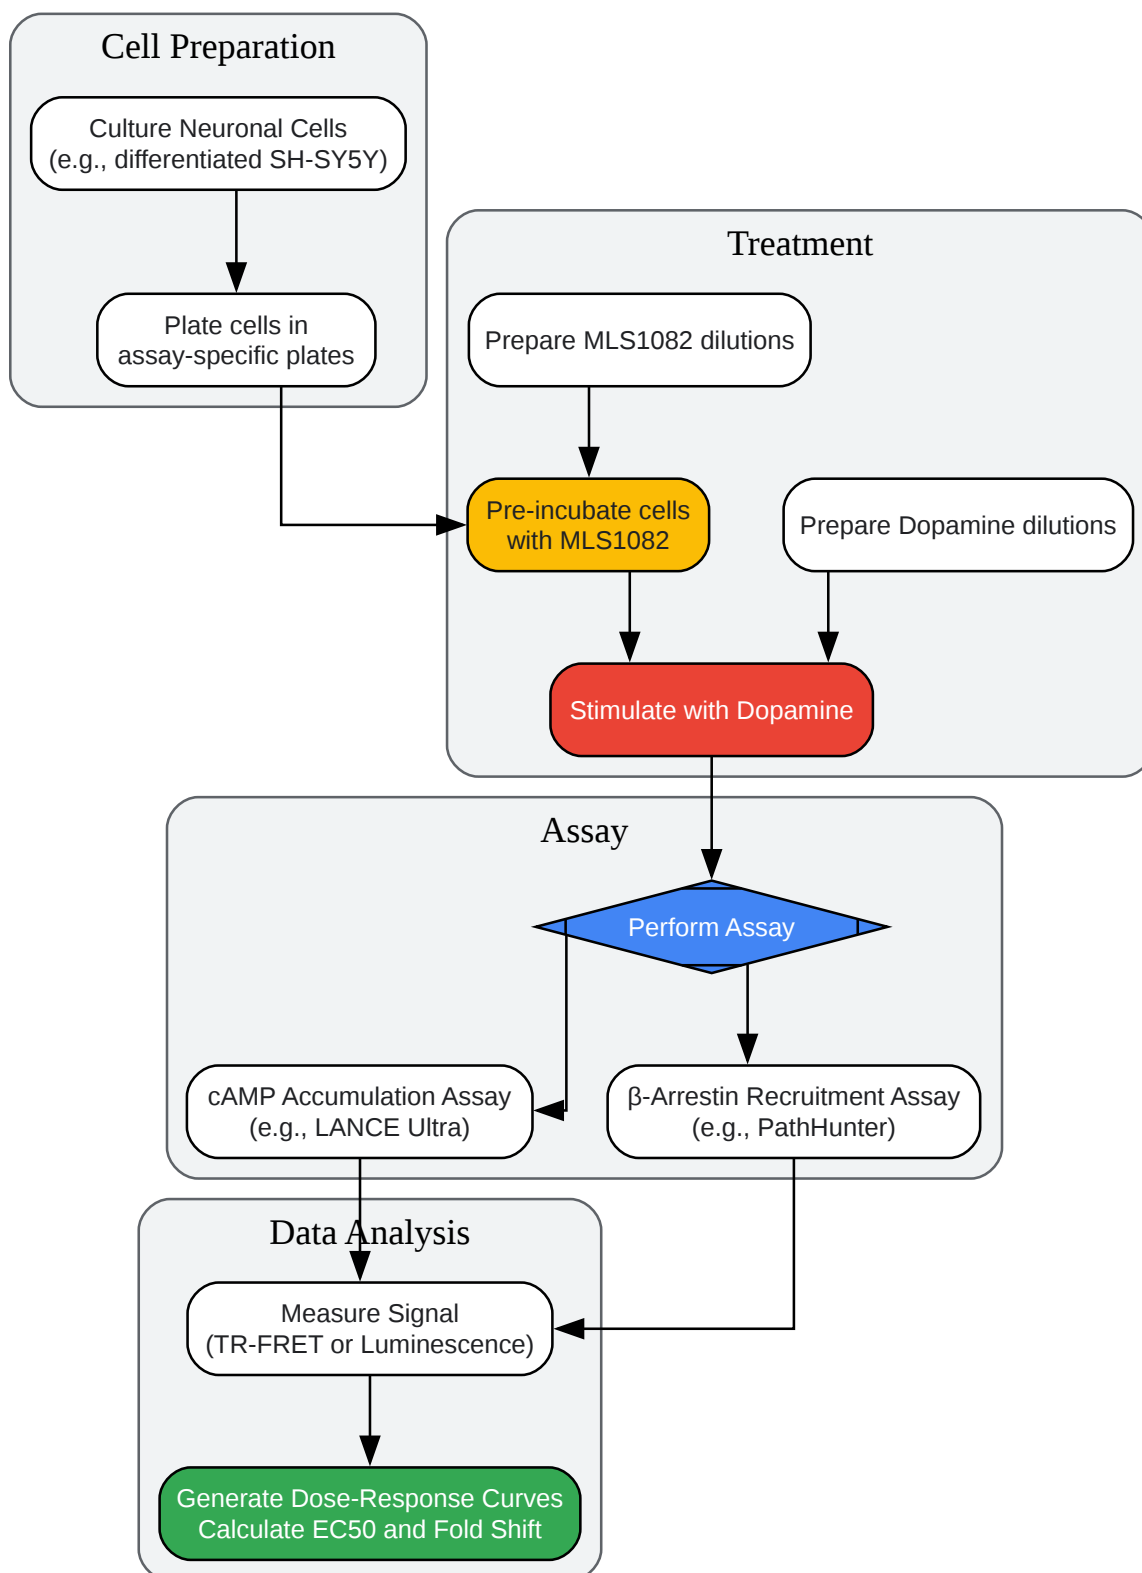 Cell Preparation
Culture Neuronal Cells
(e.g., differentiated SH-SY5Y)
Plate cells in
assay-specific plates
Treatment
Prepare MLS1082 dilutions
Pre-incubate cells
with MLS1082
Prepare Dopamine dilutions
Stimulate with Dopamine
Assay
Perform Assay
cAMP Accumulation Assay
(e.g., LANCE Ultra)
β-Arrestin Recruitment Assay
(e.g., PathHunter)
Data Analysis
Measure Signal
(TR-FRET or Luminescence)
Generate Dose-Response Curves
Calculate EC50 and Fold Shift